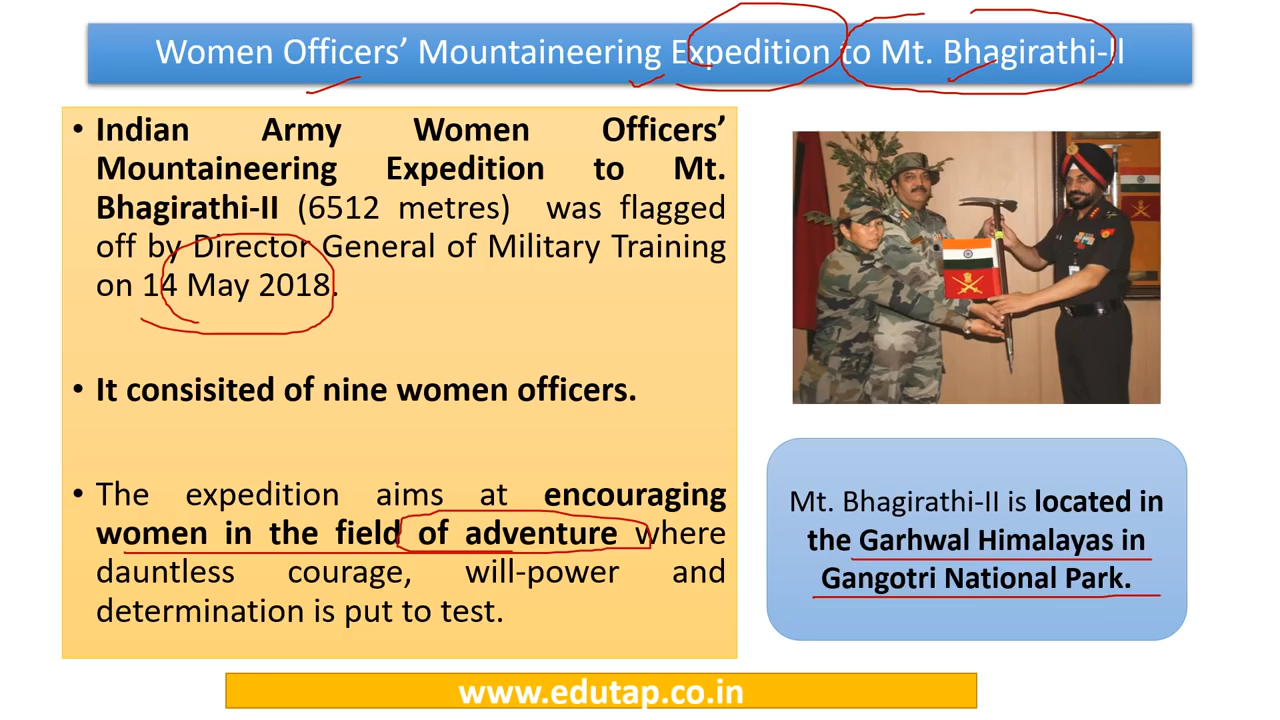 Women Officers’ Mountaineering Expedition to Mt. Bhagirathi-II
• Indian Army Women Officers’
Mountaineering Expedition to Mt.
Bhagirathi-II (6512 metres) was flagged
off by Director General of Military Training
on 14 May 2018.
• It consisited of nine women officers.
• The expedition aims at encouraging
women in the field of adventure where
dauntless courage, will-power and
determination is put to test.
Mt. Bhagirathi-II is located in
the Garhwal Himalayas in
Gangotri National Park.
www.edutap.co.in